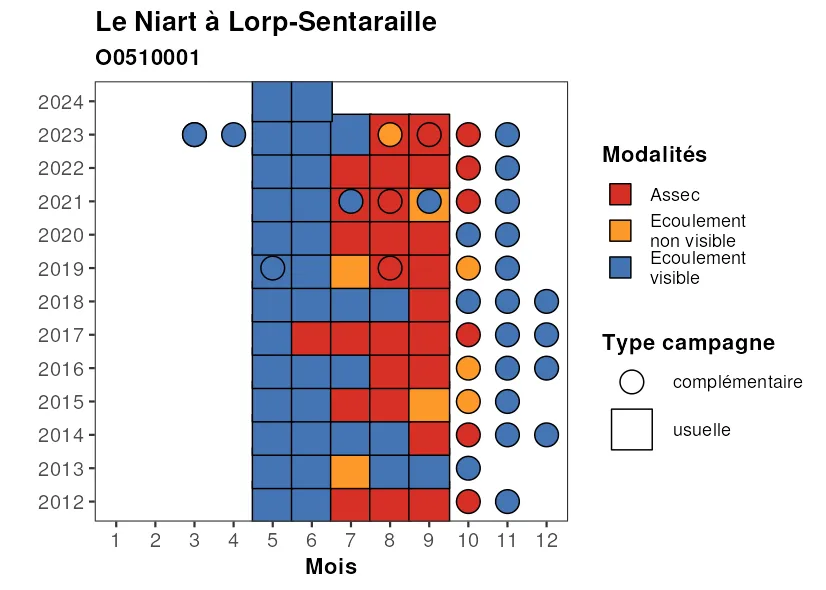 Le Niart à Lorp-Sentaraille
O0510001
2024
2023
2022
2021
2020
2019
2018
2017
2016
2015
2014
2013
2012
1 2 3 4 5 6 7 8 9 10 11 12
Mois
Modalités
Assec
Ecoulement
non visible
Ecoulement
visible
Type campagne
complémentaire
usuelle